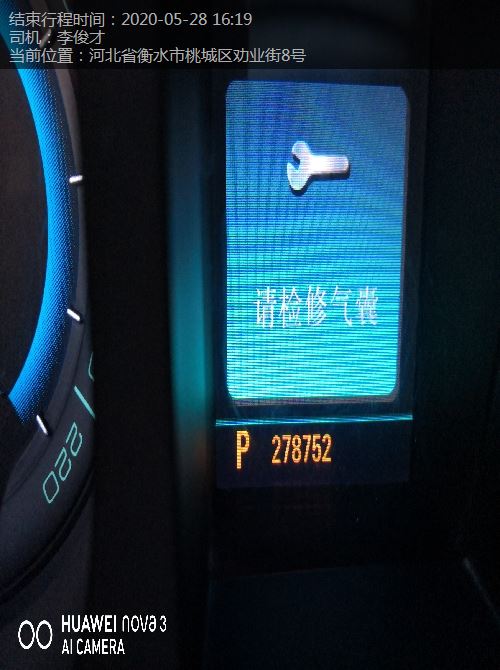 结束行程时间：2020-05-28 16:19
司机：李俊才
当前位置：河北省衡水市桃城区劝业街8号
请检修气囊
P 278752
220
HUAWEI nova 3
AI CAMERA